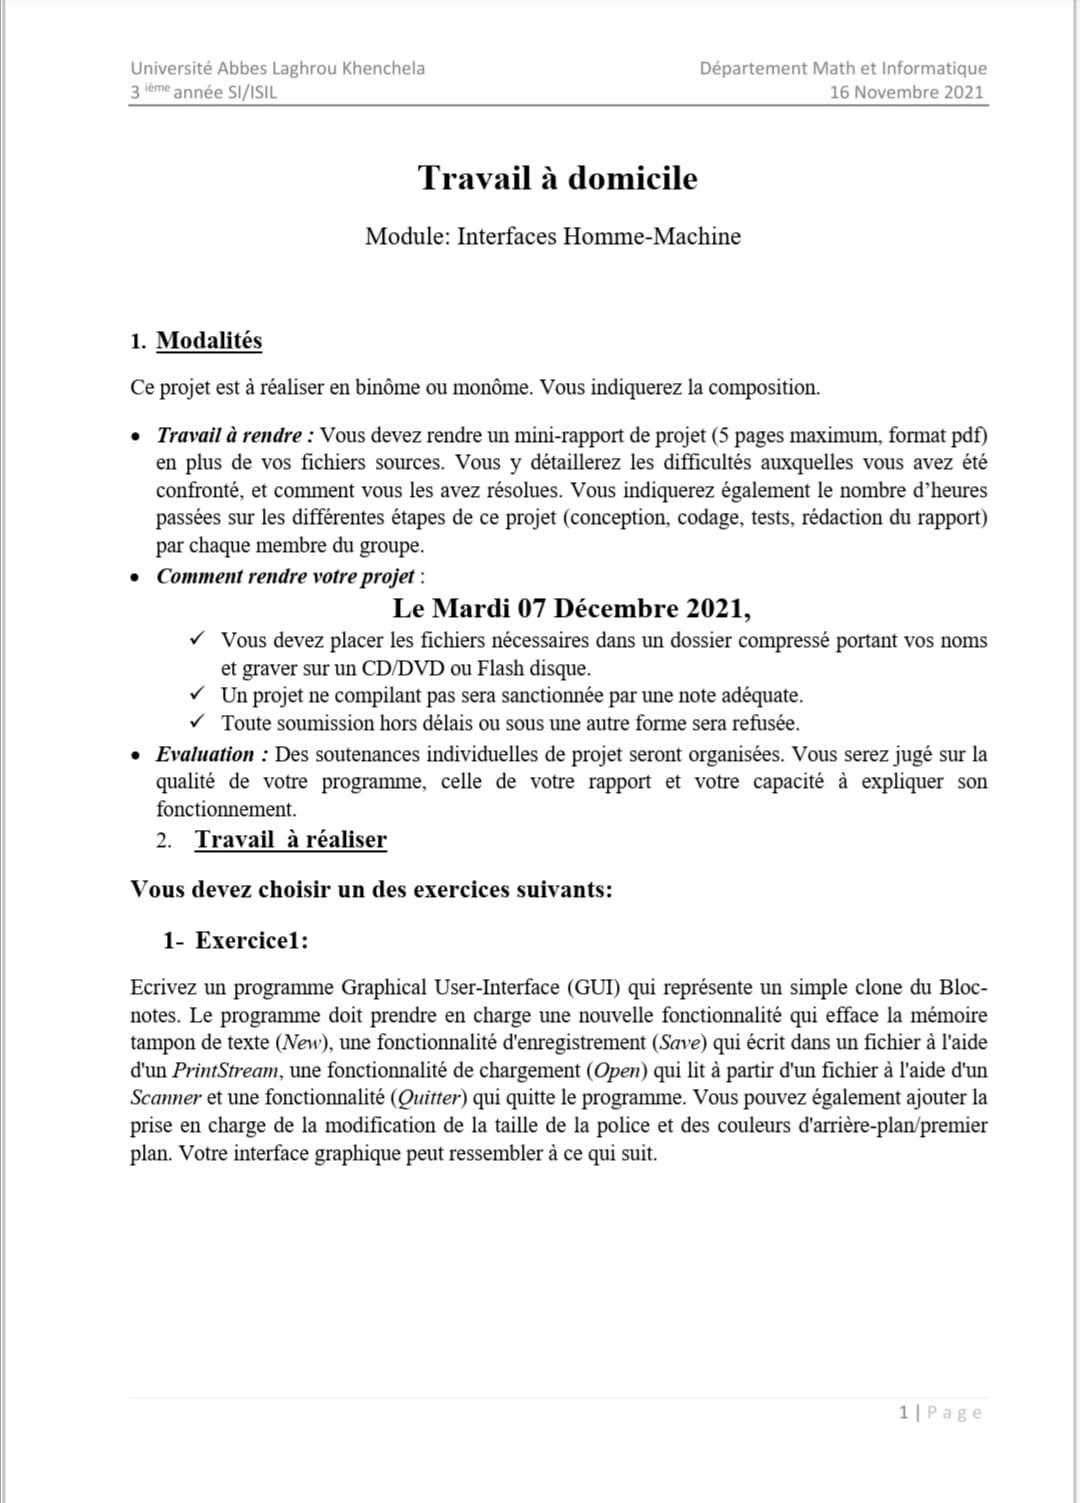 Université Abbes Laghrou Khenchela Département Math et Informatique
3 ième année SI/ISIL 16 Novembre 2021
Travail à domicile
Module: Interfaces Homme-Machine
1. Modalités
Ce projet est à réaliser en binôme ou monôme. Vous indiquerez la composition.
• Travail à rendre : Vous devez rendre un mini-rapport de projet (5 pages maximum, format pdf)
en plus de vos fichiers sources. Vous y détaillerez les difficultés auxquelles vous avez été
confronté, et comment vous les avez résolues. Vous indiquerez également le nombre d’heures
passées sur les différentes étapes de ce projet (conception, codage, tests, rédaction du rapport)
par chaque membre du groupe.
• Comment rendre votre projet :
Le Mardi 07 Décembre 2021,
✓ Vous devez placer les fichiers nécessaires dans un dossier compressé portant vos noms
et graver sur un CD/DVD ou Flash disque.
✓ Un projet ne compilant pas sera sanctionnée par une note adéquate.
✓ Toute soumission hors délais ou sous une autre forme sera refusée.
• Evaluation : Des soutenances individuelles de projet seront organisées. Vous serez jugé sur la
qualité de votre programme, celle de votre rapport et votre capacité à expliquer son
fonctionnement.
2. Travail à réaliser
Vous devez choisir un des exercices suivants:
1- Exercice1:
Ecrivez un programme Graphical User-Interface (GUI) qui représente un simple clone du Bloc-
notes. Le programme doit prendre en charge une nouvelle fonctionnalité qui efface la mémoire
tampon de texte (New), une fonctionnalité d'enregistrement (Save) qui écrit dans un fichier à l'aide
d'un PrintStream, une fonctionnalité de chargement (Open) qui lit à partir d'un fichier à l'aide d'un
Scanner et une fonctionnalité (Quitter) qui quitte le programme. Vous pouvez également ajouter la
prise en charge de la modification de la taille de la police et des couleurs d'arrière-plan/premier
plan. Votre interface graphique peut ressembler à ce qui suit.
1 | Page